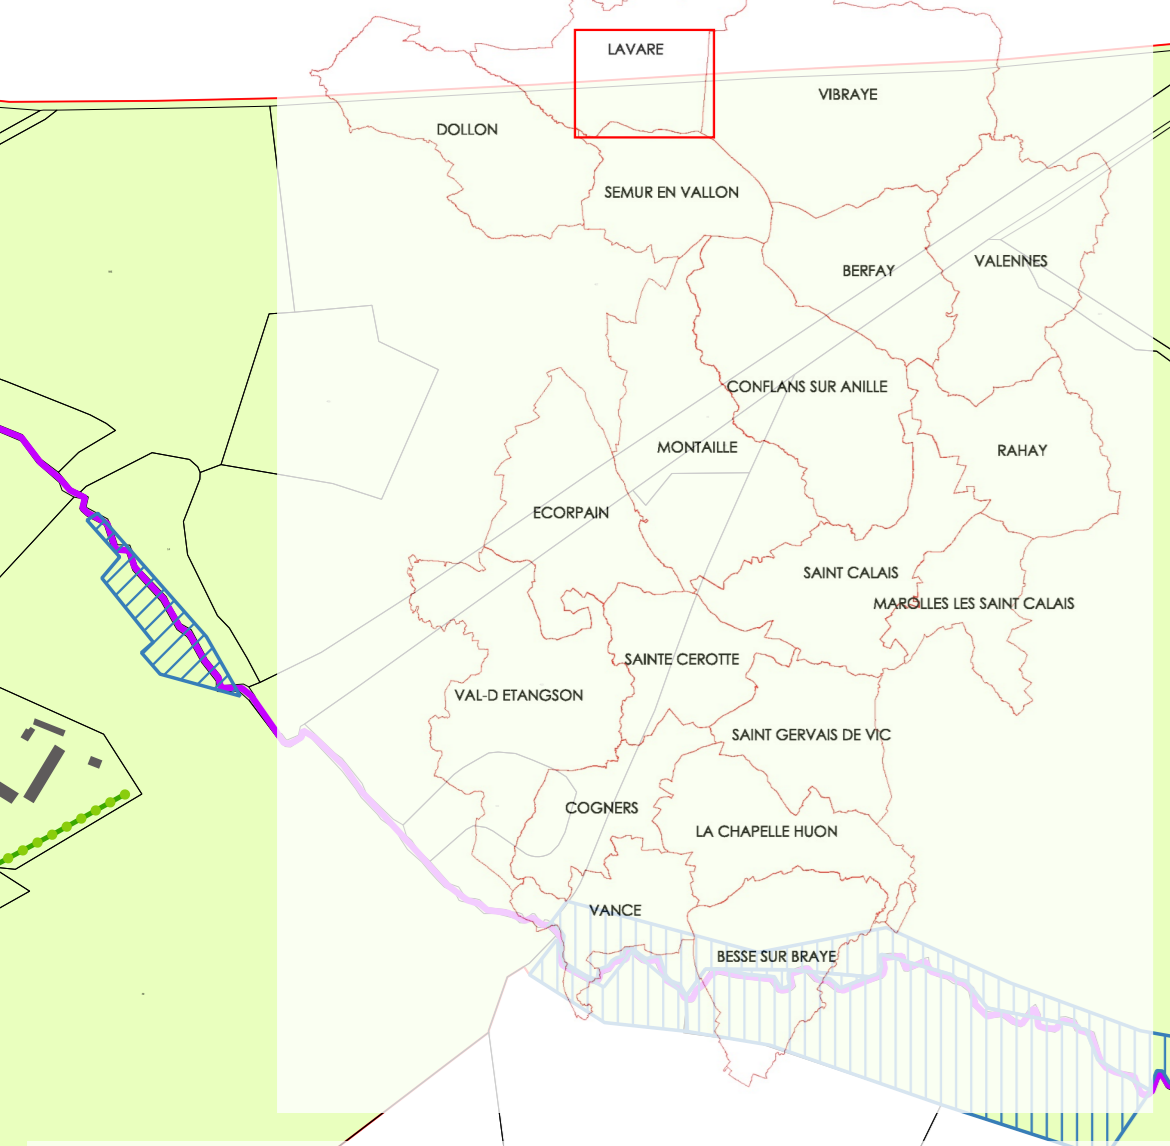 LAVARE
VIBRAYE
DOLLON
SEMUR EN VALLON
BERFAY
VALENNES
CONFLANS SUR ANILLE
MONTAILLE
RAHAY
ECORPAIN
SAINT CALAIS
MAROLLES LES SAINT CALAIS
SAINTE CEROTTE
VAL-D ETANGSON
SAINT GERVAIS DE VIC
COGNERS
LA CHAPELLE HUON
VANCE
BESSE SUR BRAYE